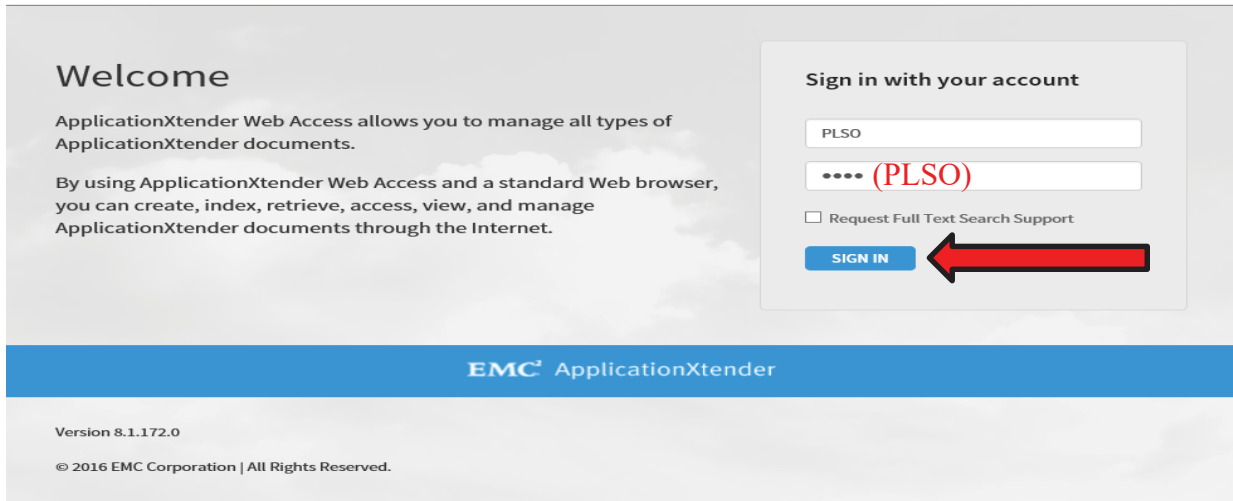 Welcome
ApplicationXtender Web Access allows you to manage all types of
ApplicationXtender documents.
By using ApplicationXtender Web Access and a standard Web browser,
you can create, index, retrieve, access, view, and manage
ApplicationXtender documents through the Internet.
Sign in with your account
PLSO
•••• (PLSO)
Request Full Text Search Support
SIGN IN
EMC² ApplicationXtender
Version 8.1.172.0
© 2016 EMC Corporation | All Rights Reserved.